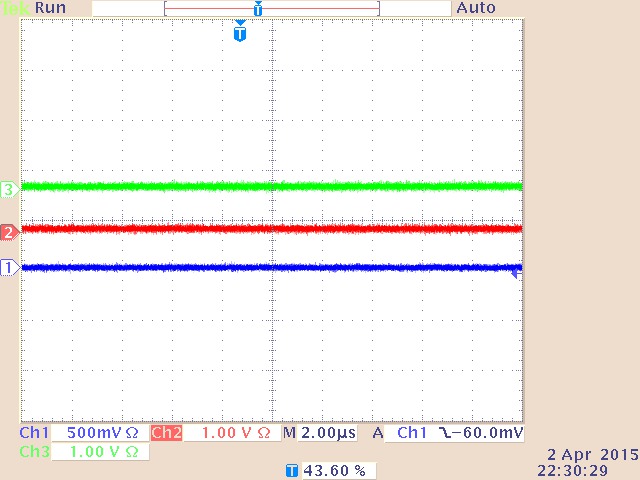 Tek Run Auto
T
T
3
2
1
Ch1 500mV Ω Ch2 1.00 V Ω M 2.00µs A Ch1 ∖−60.0mV
Ch3 1.00 V Ω
T 43.60 %
2 Apr 2015
22:30:29